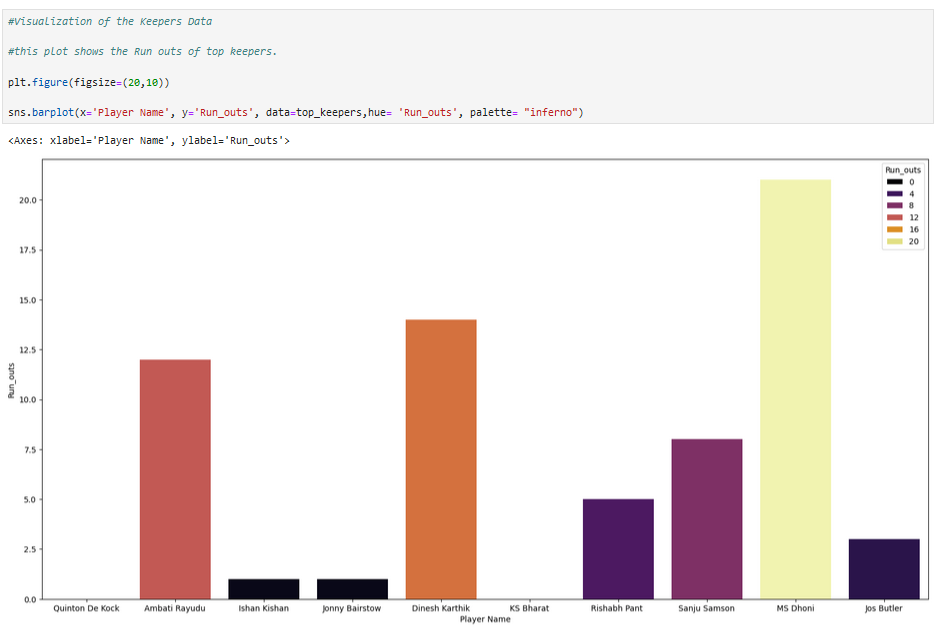 #Visualization of the Keepers Data
#this plot shows the Run outs of top keepers.
plt.figure(figsize=(20,10))
sns.barplot(x='Player Name', y='Run_outs', data=top_keepers,hue= 'Run_outs', palette= "inferno")
<Axes: xlabel='Player Name', ylabel='Run_outs'>
Run_outs
0
4
8
12
16
20
20.0
17.5
15.0
12.5
10.0
7.5
5.0
2.5
0.0
Run_outs
Quinton De Kock Ambati Rayudu Ishan Kishan Jonny Bairstow Dinesh Karthik KS Bharat Rishabh Pant Sanju Samson MS Dhoni Jos Butler
Player Name